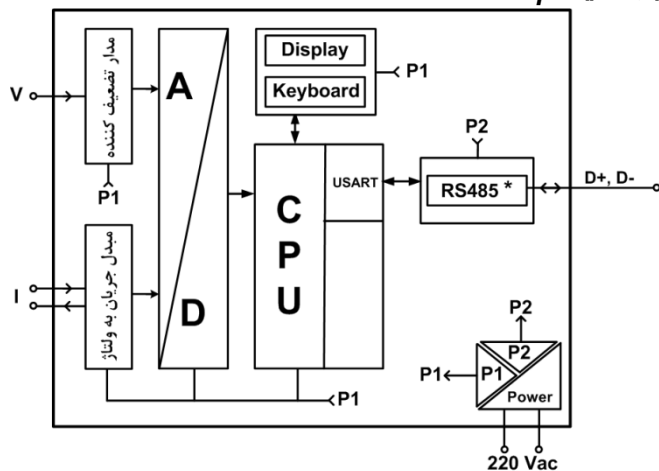 Display
P1
Keyboard
V
مدار تضعیف کننده
A
P2
P1
USART
D+, D-
RS485 *
C
P
U
I
مبدل جریان به ولتاژ
D
P2
P1
P1
P2
P1
Power
220 Vac